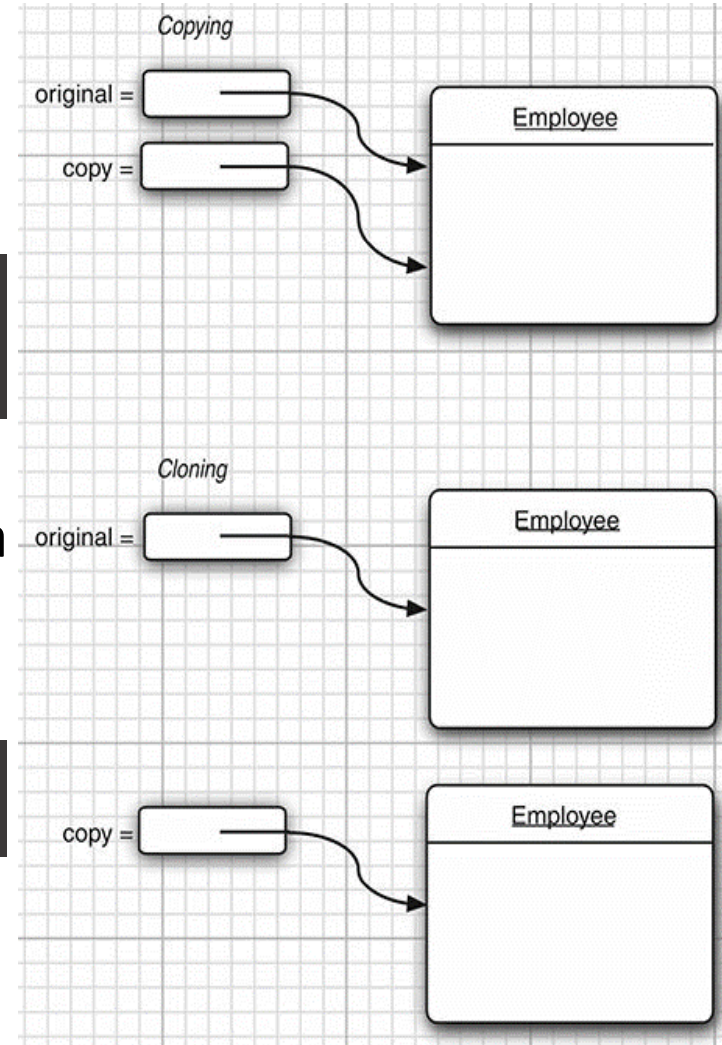 Copying
original =
Employee
copy =
Cloning
original =
Employee
copy =
Employee